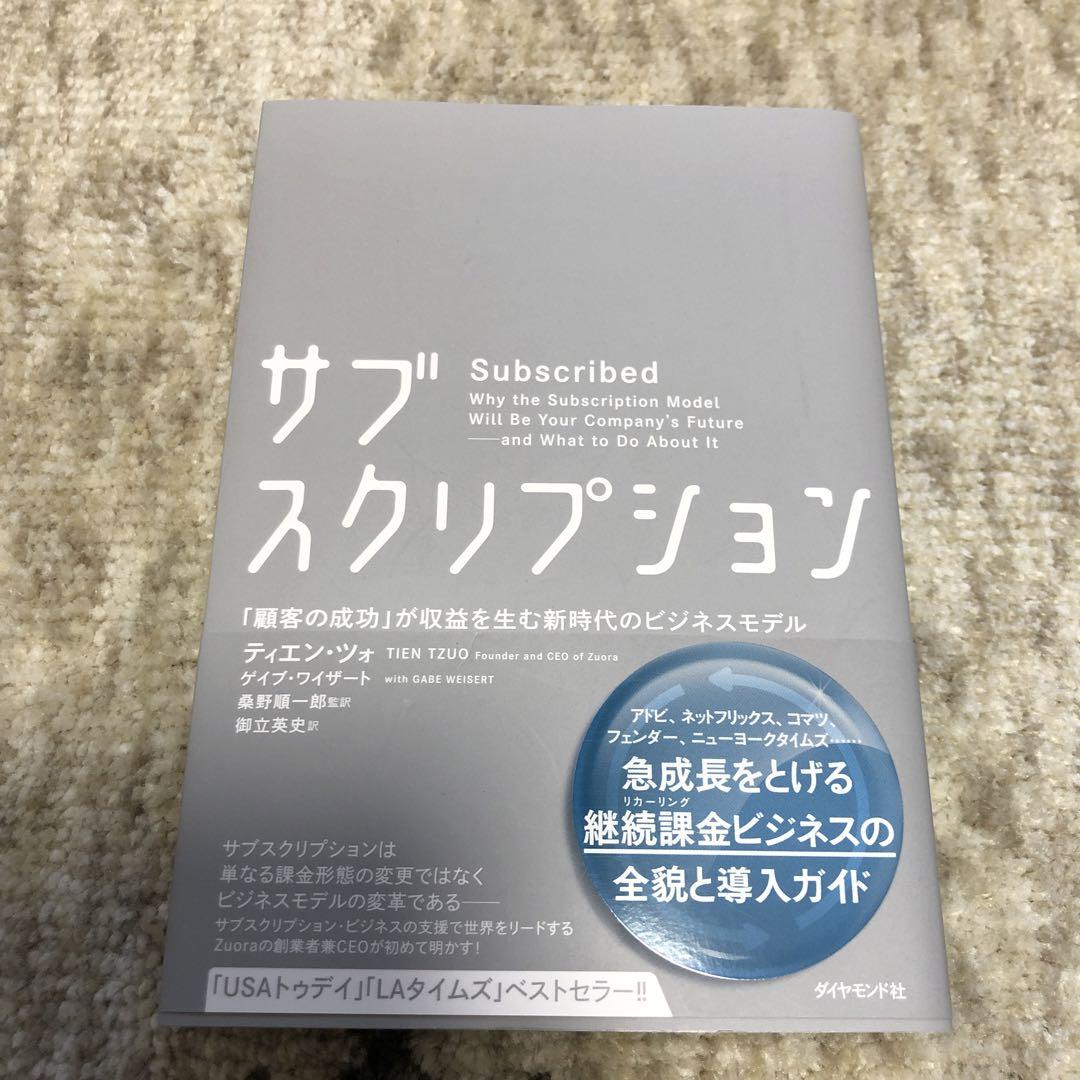 サブ
スクリプション
Subscribed
Why the Subscription Model
Will Be Your Company's Future
——and What to Do About It
「顧客の成功」が収益を生む新時代のビジネスモデル
ティエン・ツォ TIEN TZUO Founder and CEO of Zuora
ゲイブ・ワイザート with GABE WEISERT
桑野順一郎 監訳
御立英史 訳
アドビ、ネットフリックス、コマツ、
フェンダー、ニューヨークタイムズ……
急成長をとげる
リカーリング
継続課金ビジネスの
全貌と導入ガイド
サブスクリプションは
単なる課金形態の変更ではなく
ビジネスモデルの変革である——
サブスクリプション・ビジネスの支援で世界をリードする
Zuoraの創業者兼CEOが初めて明かす!
「USAトゥデイ」「LAタイムズ」ベストセラー!!
ダイヤモンド社